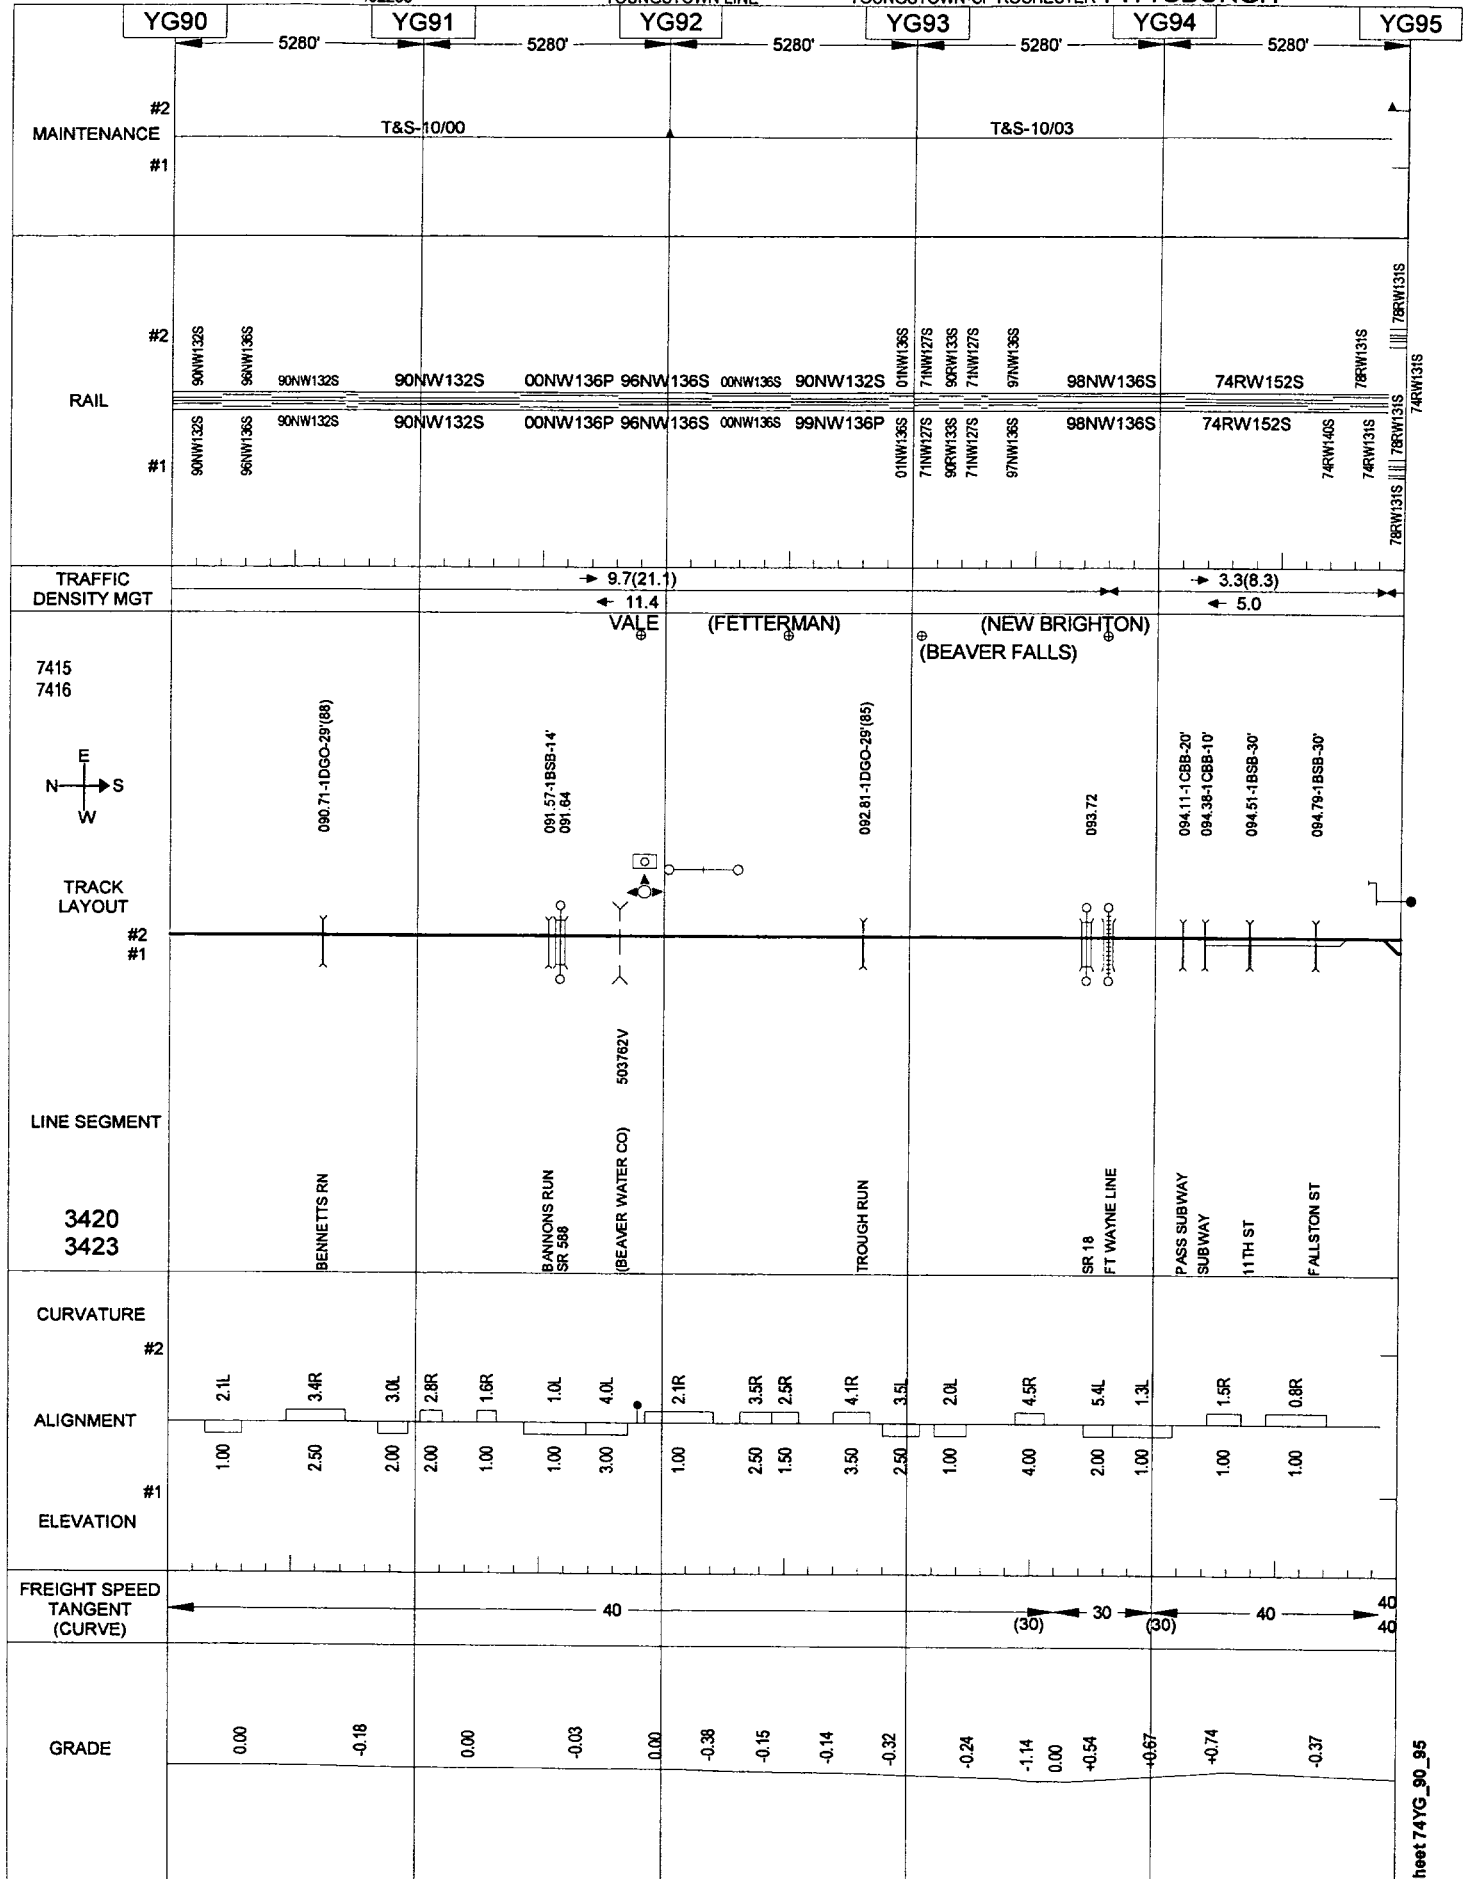 YOUNGSTOWN LINE
PITTSBURGH
YG90 YG91 YG92 YG93 YG94 YG95
5280' 5280' 5280' 5280' 5280'
#2
MAINTENANCE
T&S-10/00 T&S-10/03
#1
#2
90NW132S 96NW136S 01NW136S 71NW127S 90RW133S 71NW127S 97NW136S 78RW131S 78RW131S
90NW132S 90NW132S 00NW136P 96NW136S 00NW136S 90NW132S 98NW136S 74RW152S
RAIL
74RW131S
90NW132S 90NW132S 00NW136P 96NW136S 00NW136S 99NW136P 98NW136S 74RW152S
#1
90NW132S 96NW136S 01NW136S 71NW127S 90RW133S 71NW127S 97NW136S 74RW140S 74RW131S 78RW131S
78RW131S
TRAFFIC
DENSITY MGT
9.7(21.1) 3.3(8.3)
11.4 5.0
VALE (FETTERMAN) (NEW BRIGHTON)
(BEAVER FALLS)
7415
7416
E
N S
W
090.71-1DGO-29'(88)
091.57-1BSB-14'
091.64
092.81-1DGO-29'(85)
093.72
094.11-1CBB-20'
094.38-1CBB-10'
094.51-1BSB-30'
094.79-1BSB-30'
TRACK
LAYOUT
#2
#1
503762V
LINE SEGMENT
3420
3423
BENNETTS RN
BANNONS RUN
SR 588
(BEAVER WATER CO)
TROUGH RUN
SR 18
FT WAYNE LINE
PASS SUBWAY
SUBWAY
11TH ST
FALLSTON ST
CURVATURE
#2
2.1L 3.4R 3.0L 2.8R 1.6R 1.0L 4.0L 2.1R 3.5R 2.5R 4.1R 3.5L 2.0L 4.5R 5.4L 1.3L 1.5R 0.8R
ALIGNMENT
1.00 2.50 2.00 2.00 1.00 1.00 3.00 1.00 2.50 1.50 3.50 2.50 1.00 4.00 2.00 1.00 1.00 1.00
#1
ELEVATION
FREIGHT SPEED
TANGENT
(CURVE)
40 30 40 40
(30) (30) 40
GRADE
0.00 -0.18 0.00 -0.03 0.00 -0.38 -0.15 -0.14 -0.32 -0.24 -1.14 0.00 +0.54 +0.67 +0.74 -0.37
heet 74YG_90_95